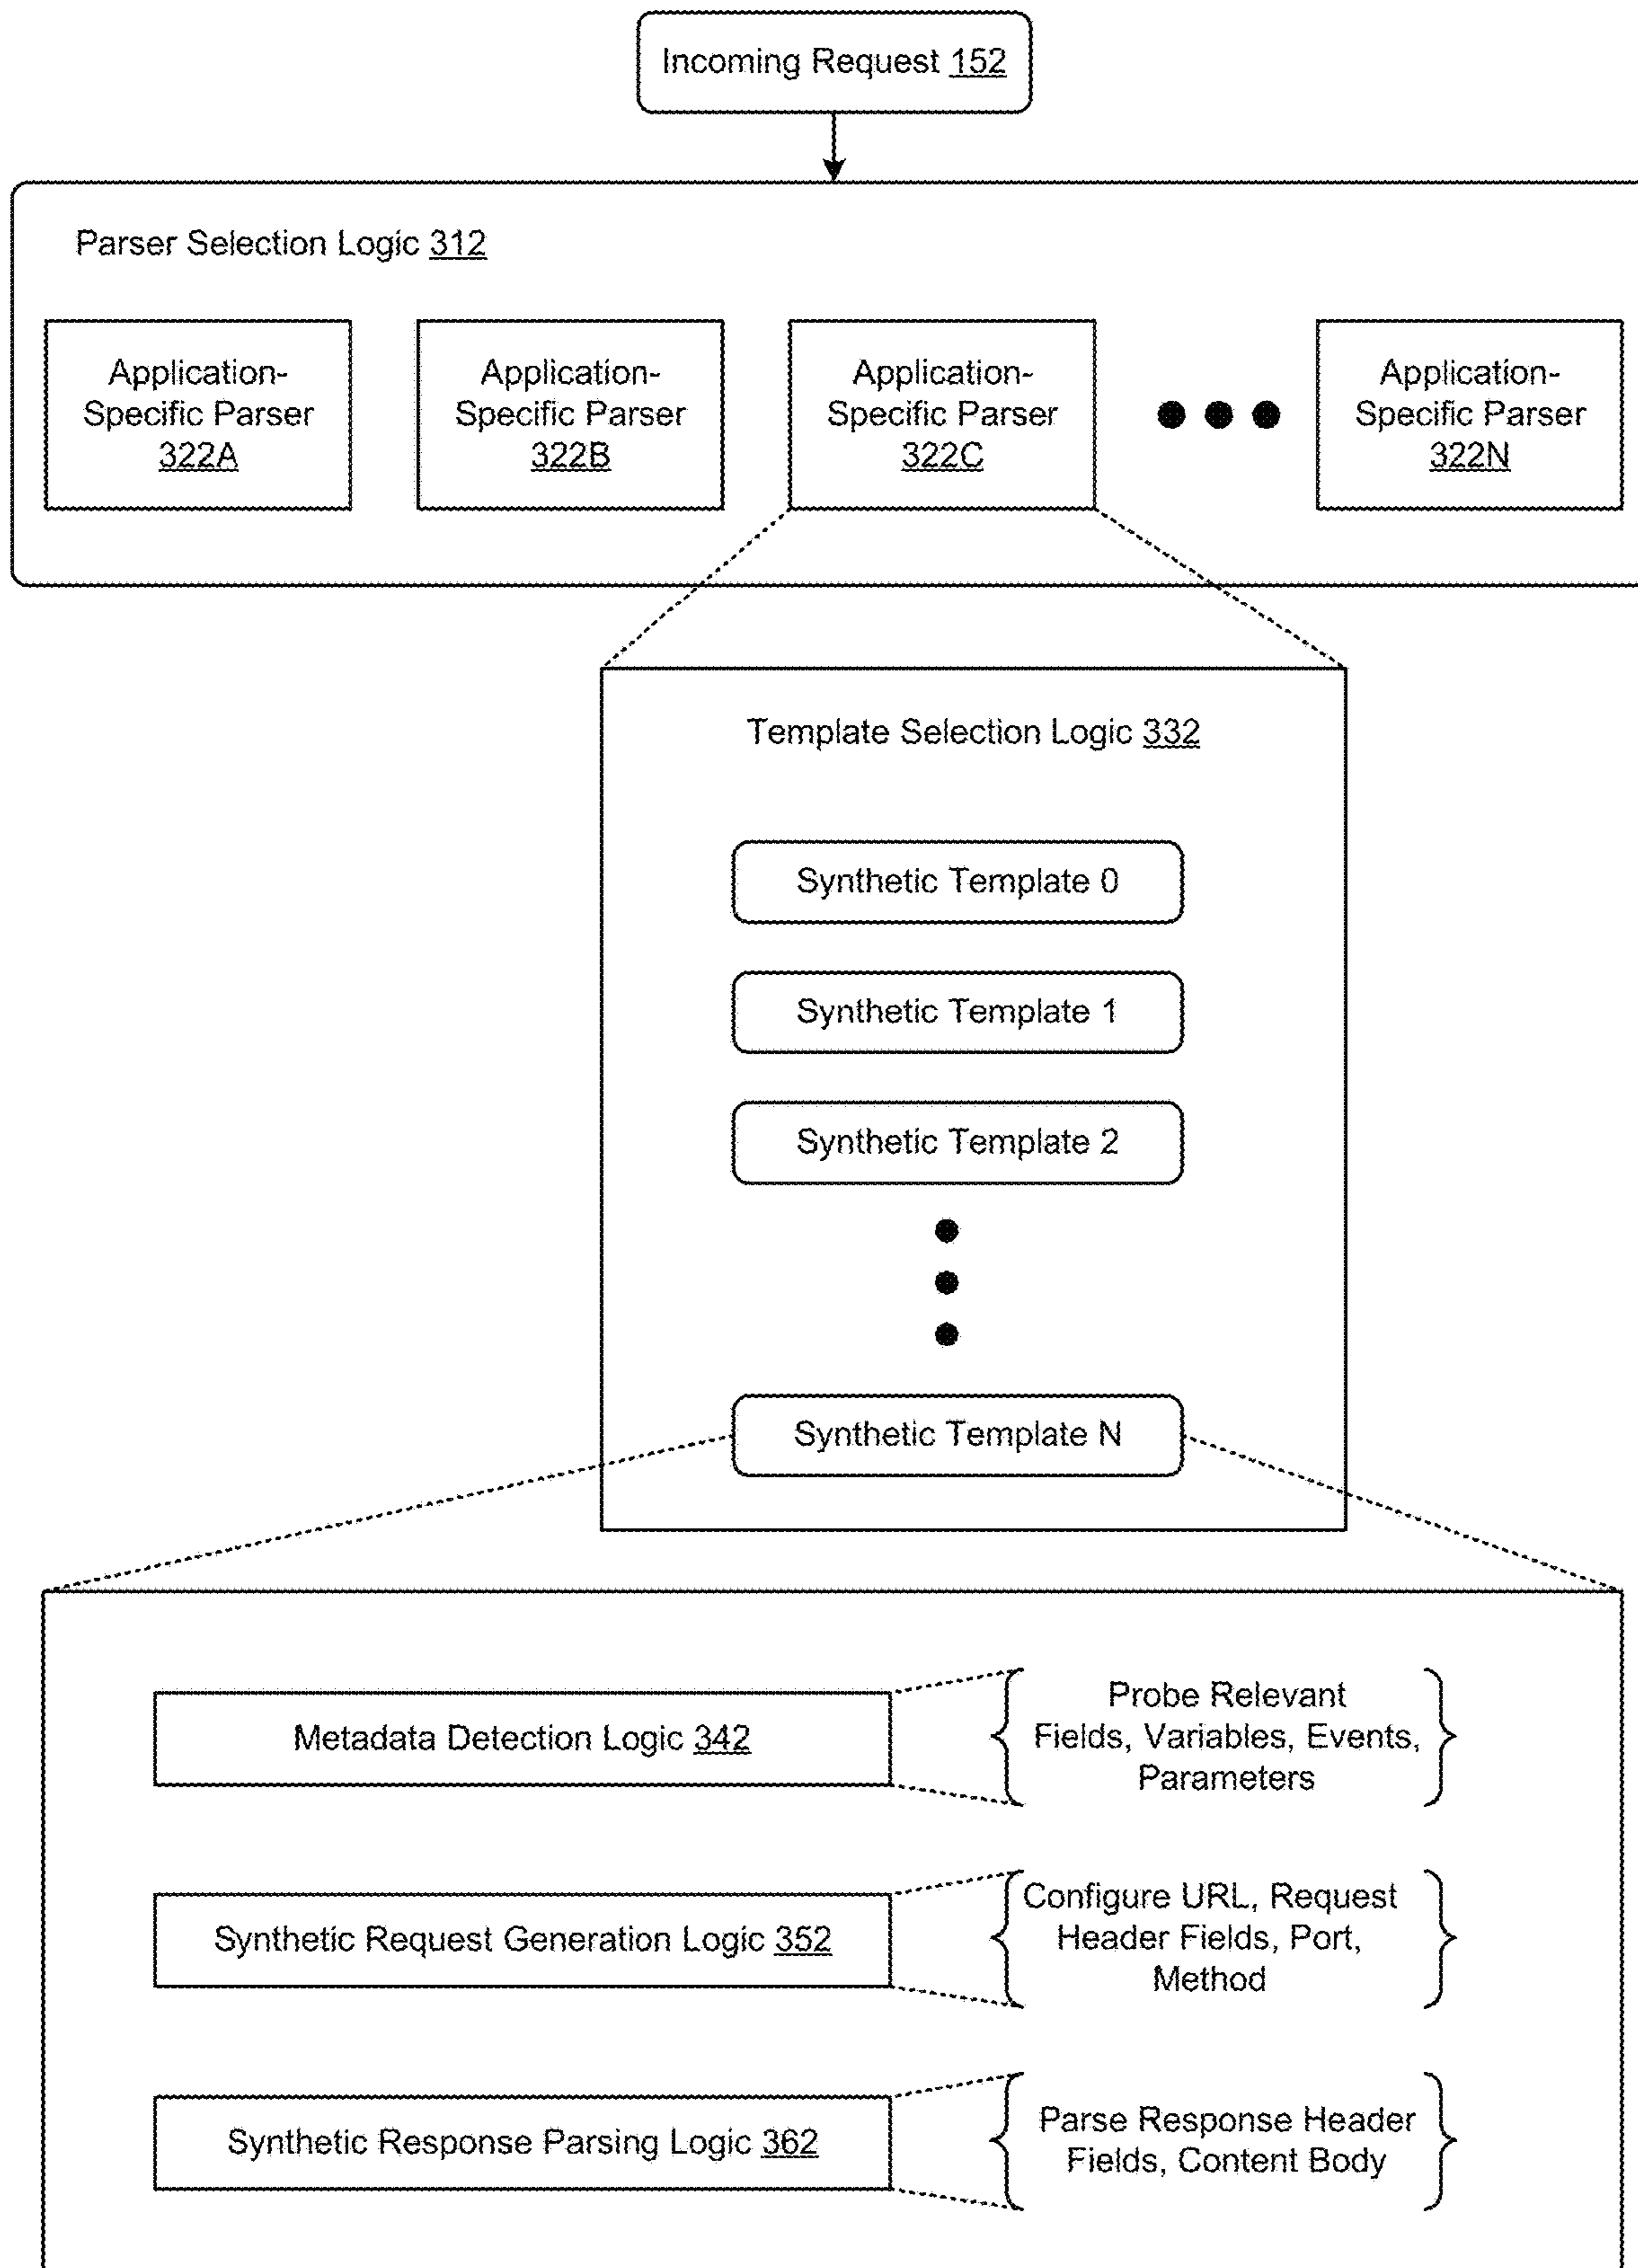 Incoming Request 152
Parser Selection Logic 312
Application-
Specific Parser
322A
Application-
Specific Parser
322B
Application-
Specific Parser
322C
Application-
Specific Parser
322N
Template Selection Logic 332
Synthetic Template 0
Synthetic Template 1
Synthetic Template 2
Synthetic Template N
Metadata Detection Logic 342
Probe Relevant
Fields, Variables, Events,
Parameters
Synthetic Request Generation Logic 352
Configure URL, Request
Header Fields, Port,
Method
Synthetic Response Parsing Logic 362
Parse Response Header
Fields, Content Body